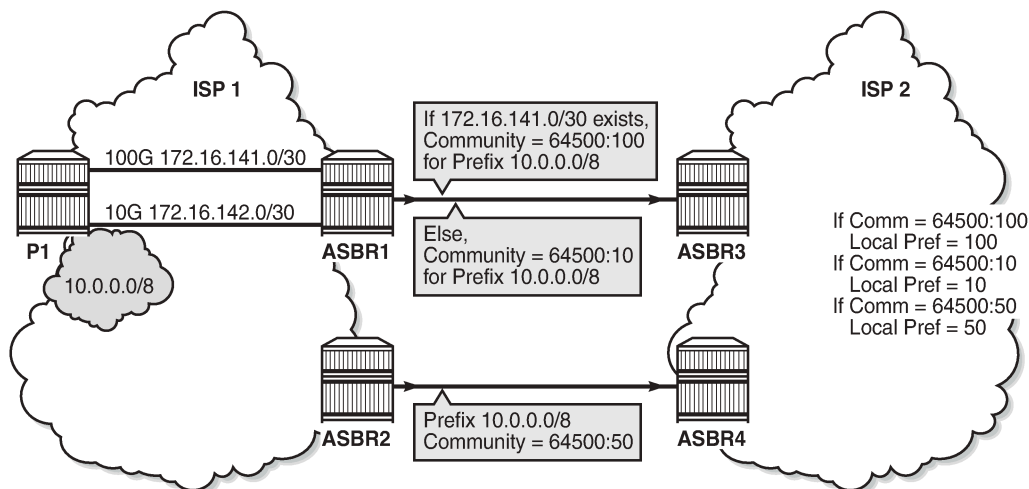 ISP 1
ISP 2
If 172.16.141.0/30 exists,
Community = 64500:100
for Prefix 10.0.0.0/8
100G 172.16.141.0/30
10G 172.16.142.0/30
P1
ASBR1
ASBR3
Else,
Community = 64500:10
for Prefix 10.0.0.0/8
10.0.0.0/8
If Comm = 64500:100
Local Pref = 100
If Comm = 64500:10
Local Pref = 10
If Comm = 64500:50
Local Pref = 50
ASBR2
ASBR4
Prefix 10.0.0.0/8
Community = 64500:50